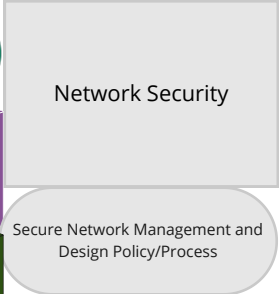 Network Security
Secure Network Management and
Design Policy/Process